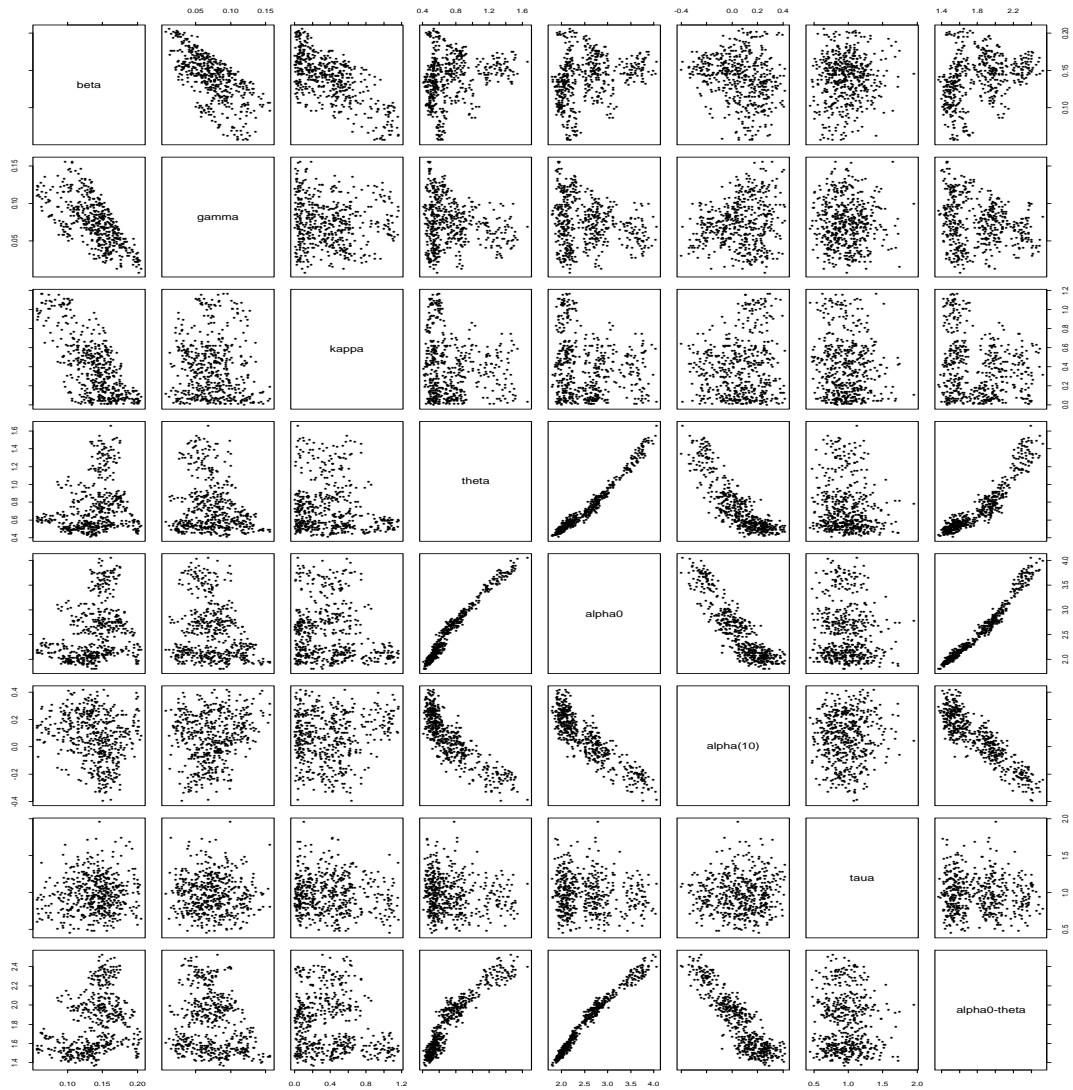 0.05 0.10 0.15
0.4 0.8 1.2 1.6
-0.4 0.0 0.2 0.4
1.4 1.8 2.2
beta
0.10 0.15 0.20
0.05 0.10 0.15
gamma
kappa
0.0 0.2 0.4 0.6 0.8 1.0 1.2
0.4 0.6 0.8 1.0 1.2 1.4 1.6
theta
alpha0
2.0 2.5 3.0 3.5 4.0
-0.4 -0.2 0.0 0.2 0.4
alpha(10)
taua
0.5 1.0 1.5 2.0
1.4 1.6 1.8 2.0 2.2 2.4
alpha0-theta
0.10 0.15 0.20
0.0 0.2 0.4 0.6 0.8 1.2
2.0 2.5 3.0 3.5 4.0
0.5 1.0 1.5 2.0